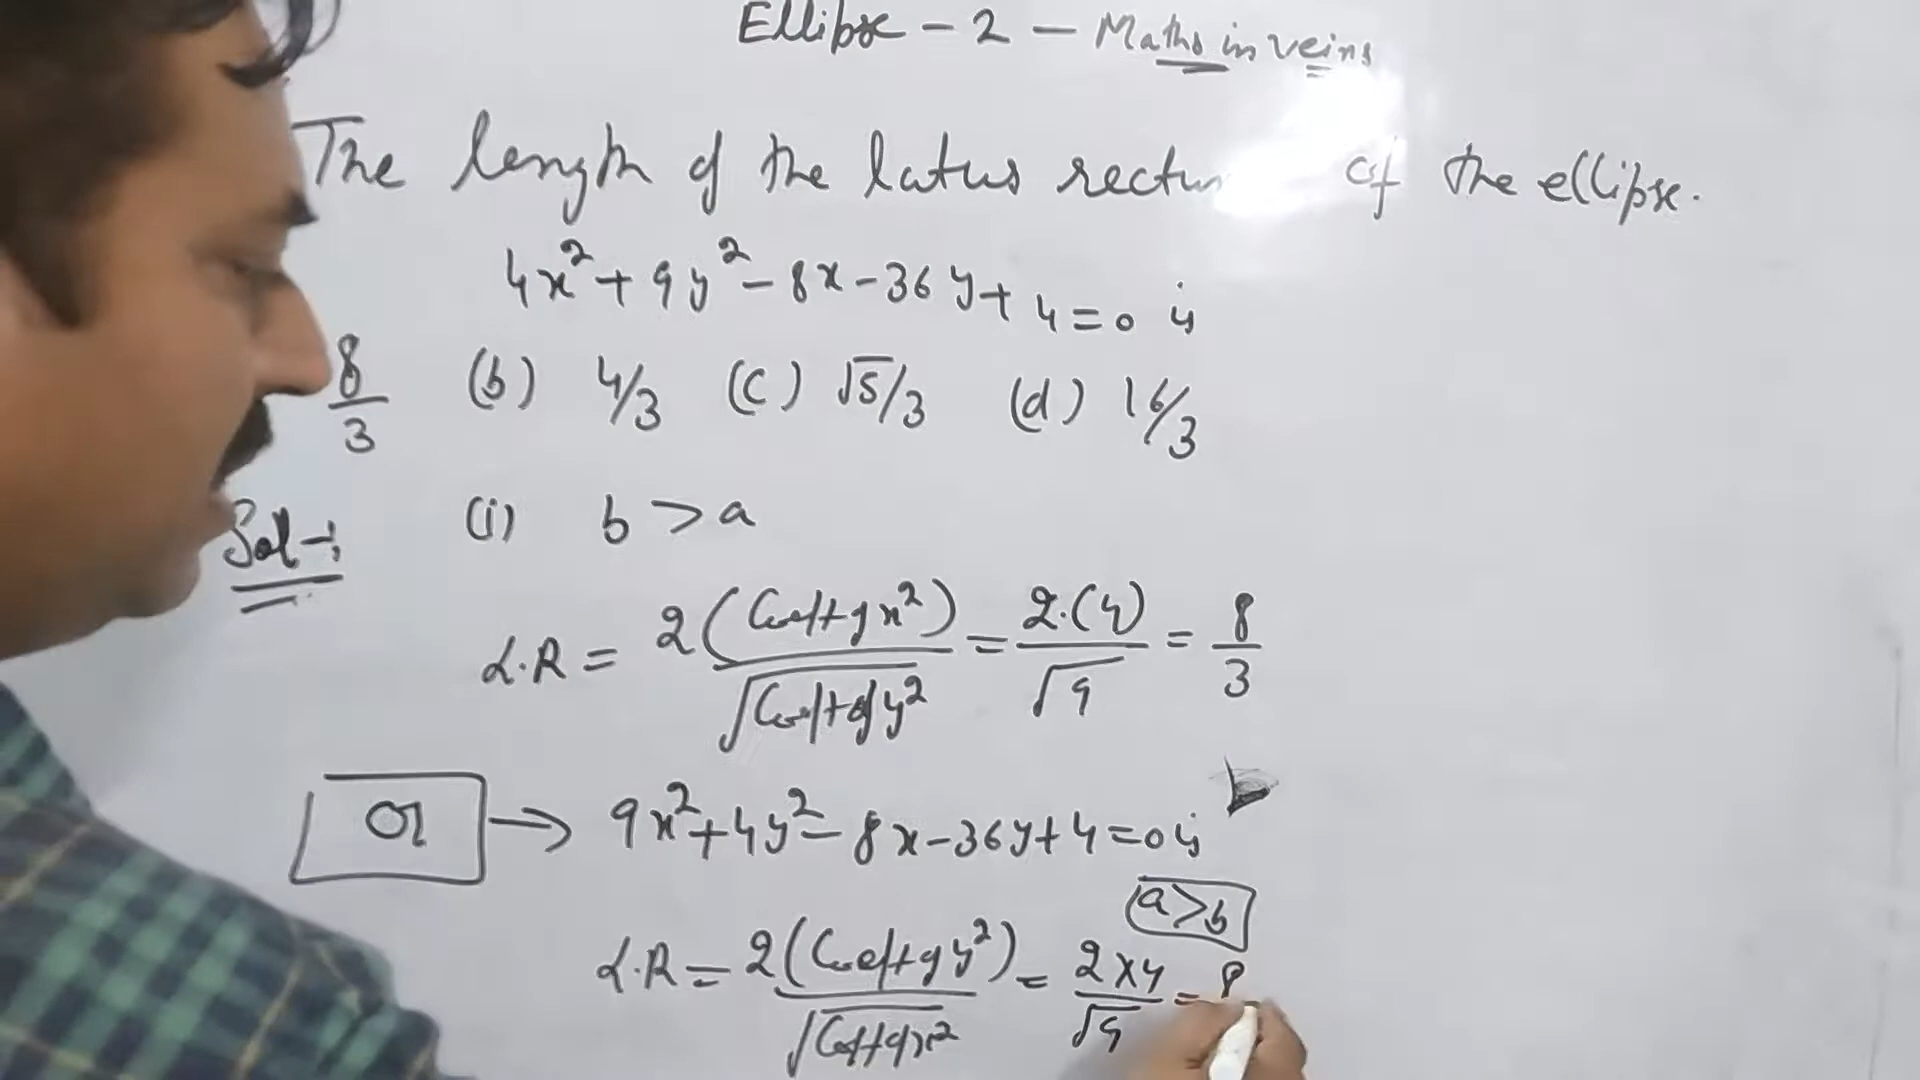 Ellipse - 2 - Maths in veins
The length of the latus rectum of the ellipse.
4x² + 9y² - 8x - 36y + 4 = 0 is
8/3 (b) 4/3 (c) √5/3 (d) 16/3
Sol-: (i) b > a
L.R = 2(Coeff of x²)/√Coeff of y² = 2.(4)/√9 = 8/3
Or → 9x² + 4y² - 8x - 36y + 4 = 0 is
a > b
L.R = 2(Coeff of y²)/√Coeff of x² = 2×4/√9 = 8